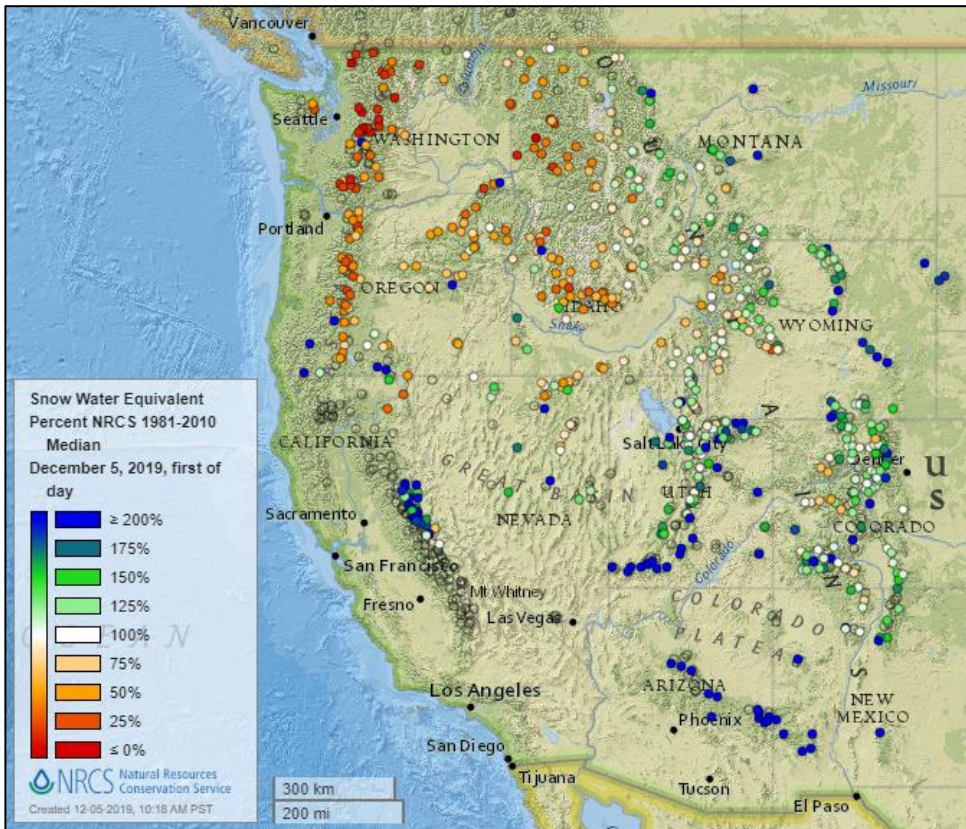 Vancouver
Columbia
Missouri
Seattle
WASHINGTON
MONTANA
Portland
OREGON
IDAHO
Snake
WYOMING
Snow Water Equivalent
Percent NRCS 1981-2010
Median
December 5, 2019, first of
day
≥ 200%
175%
150%
125%
100%
75%
50%
25%
≤ 0%
NRCS Natural Resources
Conservation Service
Created 12-05-2019, 10:18 AM PST
CALIFORNIA
Salt Lake City
Denver
U
S
GREAT BASIN
UTAH
NEVADA
COLORADO
Sacramento
San Francisco
Colorado
Mt Whitney
Fresno
Las Vegas
COLORADO
PLATEA
OCEAN
ARIZONA
Los Angeles
Phoenix
NEW
MEXICO
San Diego
Tijuana
Tucson
El Paso
300 km
200 mi